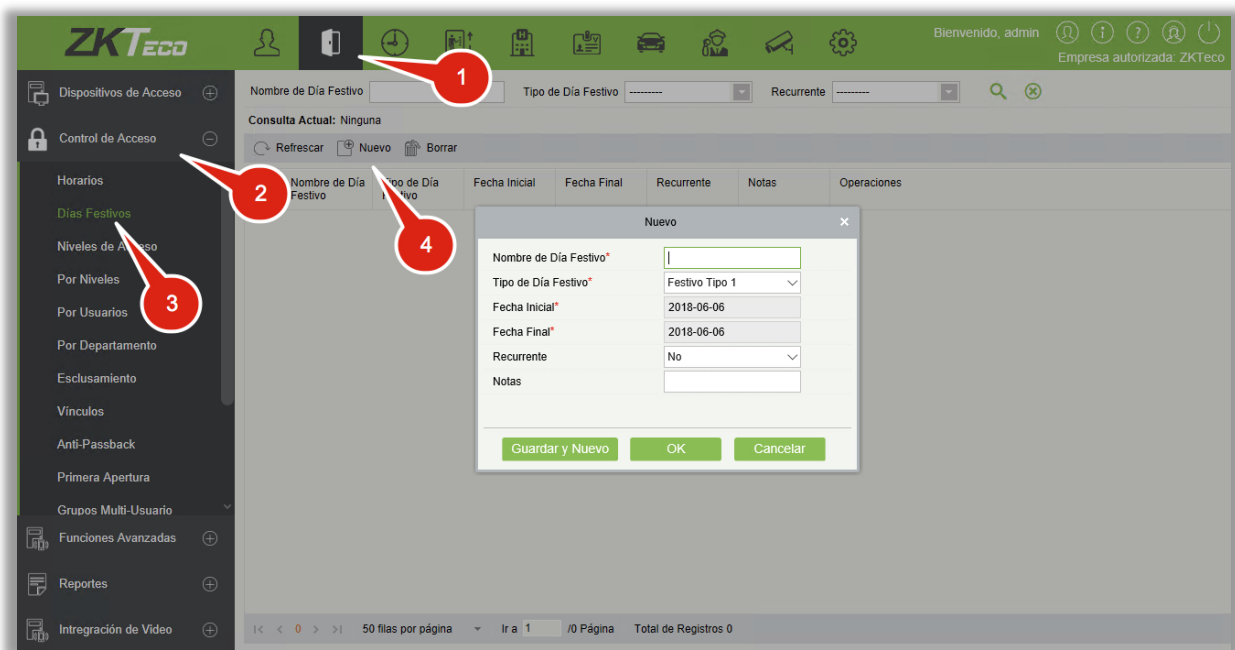 ZKTeco
Bienvenido, admin
Empresa autorizada: ZKTeco
1
Dispositivos de Acceso
Nombre de Día Festivo
Tipo de Día Festivo ---------
Recurrente ---------
Consulta Actual: Ninguna
Control de Acceso
Refrescar Nuevo Borrar
2
Horarios
Días Festivos
Niveles de Acceso
Por Niveles
Por Usuarios
Por Departamento
Esclusamiento
Vínculos
Anti-Passback
Primera Apertura
Grupos Multi-Usuario
3
4
Nombre de Día Festivo
Tipo de Día Festivo
Fecha Inicial
Fecha Final
Recurrente
Notas
Operaciones
Nuevo ×
Nombre de Día Festivo*
Tipo de Día Festivo* Festivo Tipo 1
Fecha Inicial* 2018-06-06
Fecha Final* 2018-06-06
Recurrente No
Notas
Guardar y Nuevo OK Cancelar
Funciones Avanzadas
Reportes
Intregración de Video
|< < 0 > >| 50 filas por página Ir a 1 /0 Página Total de Registros 0